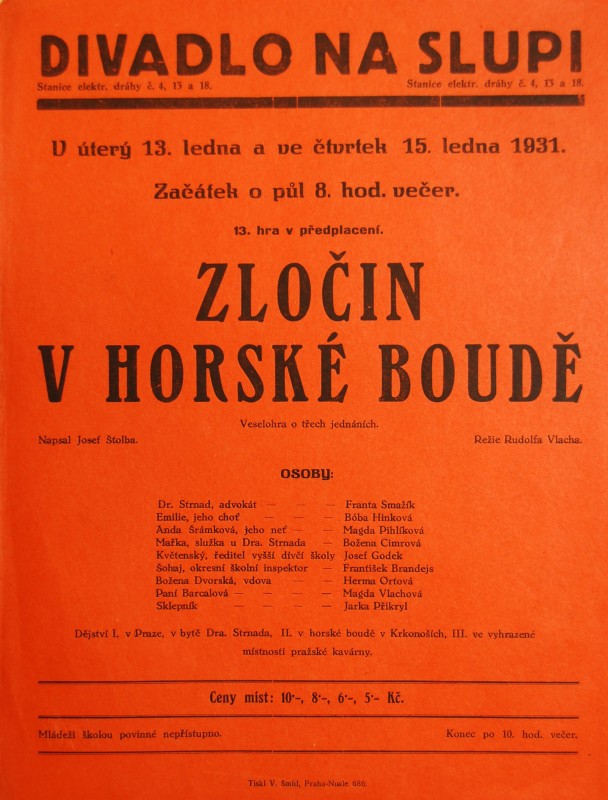 DIVADLO NA SLUPI
Stanice elektr. dráhy č. 4, 13 a 18. Stanice elektr. dráhy č. 4, 13 a 18.
V úterý 13. ledna a ve čtvrtek 15. ledna 1931.
Začátek o půl 8. hod. večer.
13. hra v předplacení.
ZLOČIN
V HORSKÉ BOUDĚ
Veselohra o třech jednáních.
Napsal Josef Štolba. Režie Rudolfa Vlacha.
OSOBY:
Dr. Strnad, advokát — — — Franta Smažík
Emilie, jeho choť — — — Bóba Hinková
Anda Šrámková, jeho neť — — Magda Pihlíková
Mařka, služka u Dra. Strnada — Božena Cimrová
Květenský, ředitel vyšší dívčí školy Josef Godek
Šohaj, okresní školní inspektor — František Brandejs
Božena Dvorská, vdova — — Herma Ortová
Paní Barcalová — — — — Magda Vlachová
Sklepník — — — — Jarka Přikryl
Dějství I. v Praze, v bytě Dra. Strnada, II. v horské boudě v Krkonoších, III. ve vyhrazené
místnosti pražské kavárny.
Ceny míst: 10·-, 8·-, 6·-, 5·- Kč.
Mládeži školou povinné nepřístupno. Konec po 10. hod. večer.
Tiskl V. Šmíd, Praha-Nusle 686.